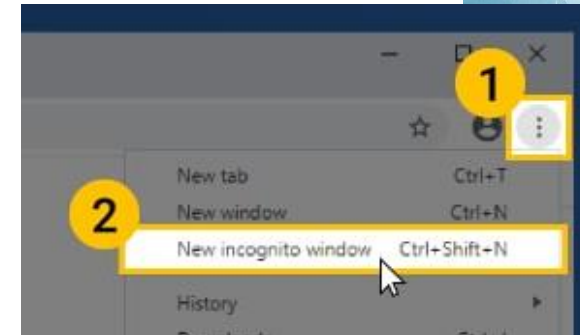 1
New tab Ctrl+T
2
New window Ctrl+N
New incognito window Ctrl+Shift+N
History